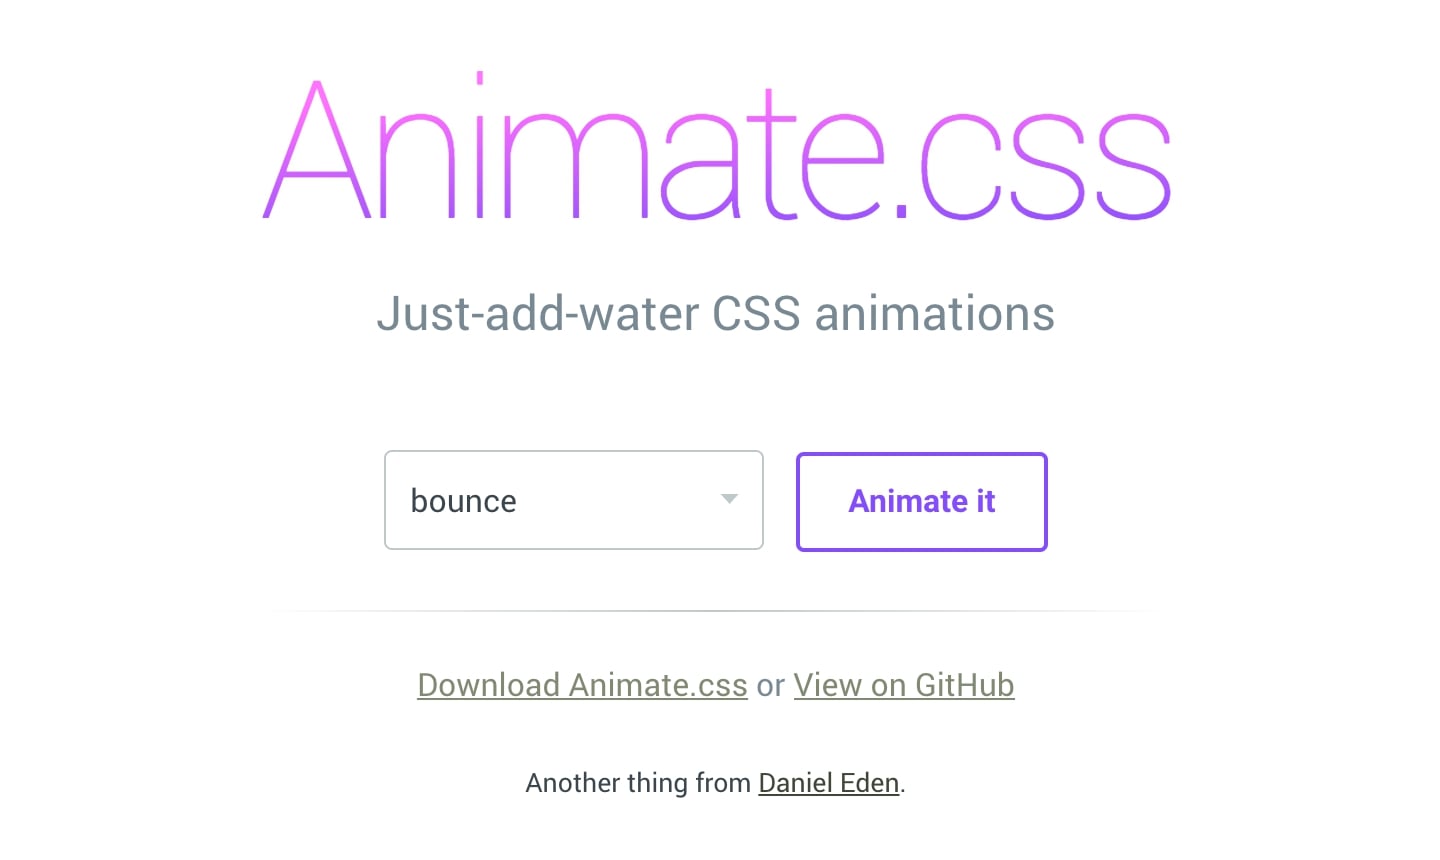 Animate.css
Just-add-water CSS animations
bounce
Animate it
Download Animate.css or View on GitHub
Another thing from Daniel Eden.